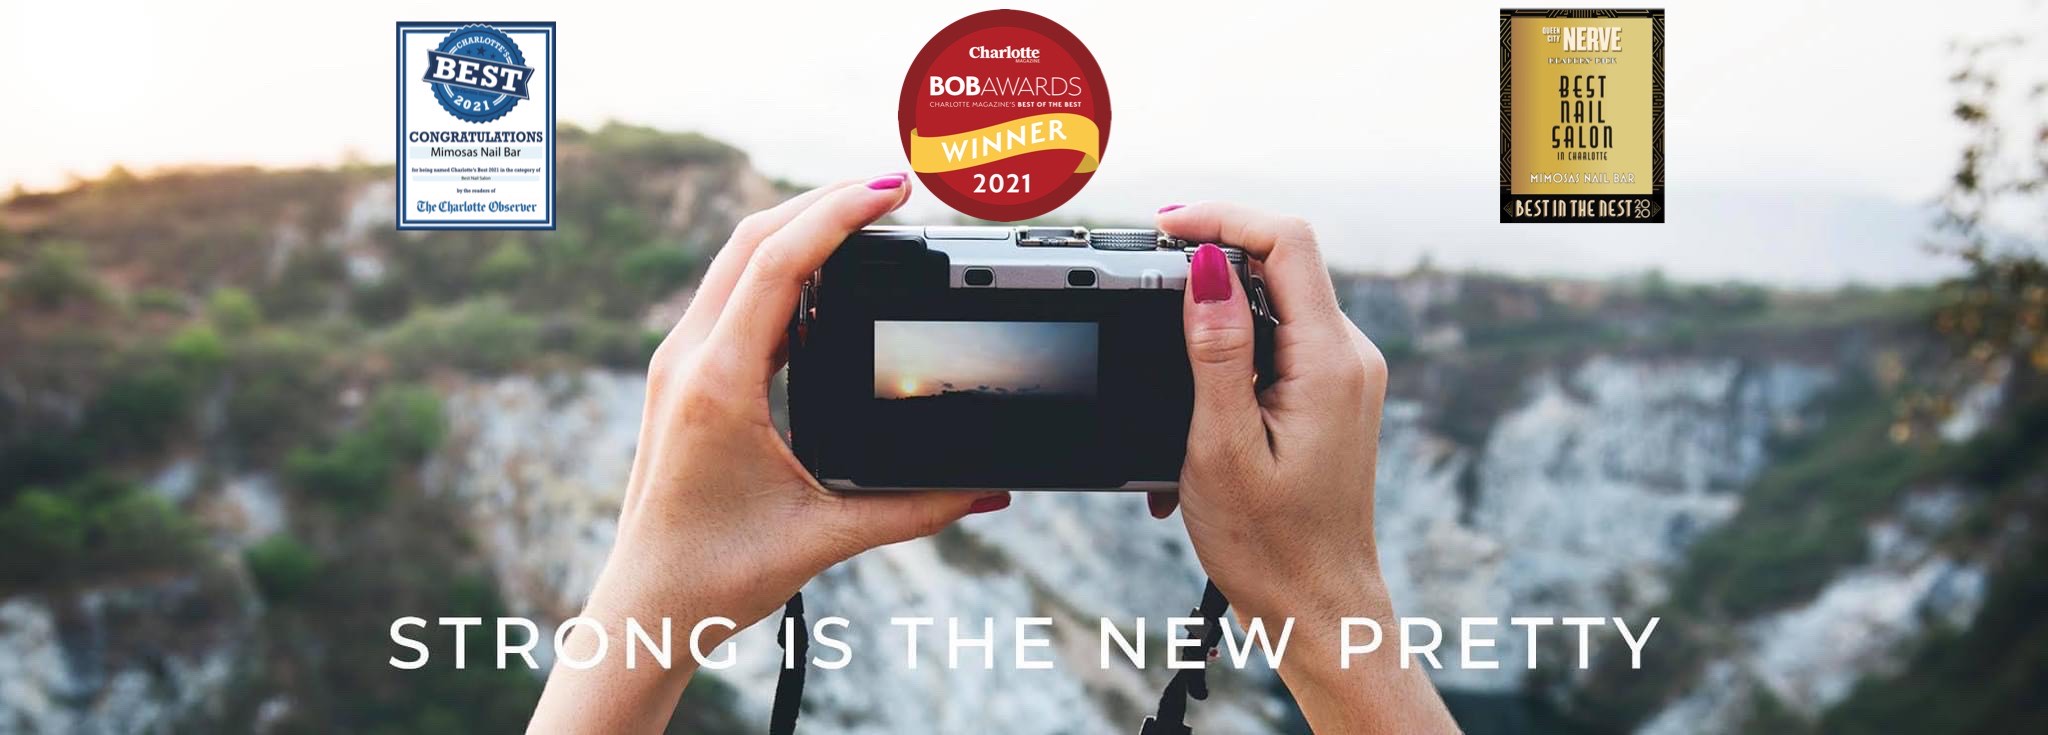 CHARLOTTE'S
BEST
2021
CONGRATULATIONS
Mimosas Nail Bar
for being named Charlotte's Best 2021 in the category of
Best Nail Salon
by the readers of
The Charlotte Observer
Charlotte
MAGAZINE
BOBAWARDS
CHARLOTTE MAGAZINE'S BEST OF THE BEST
WINNER
2021
QUEEN
CITY NERVE
READERS' PICK
BEST
NAIL
SALON
IN CHARLOTTE
MIMOSAS NAIL BAR
BEST IN THE NEST 2020
STRONG IS THE NEW PRETTY